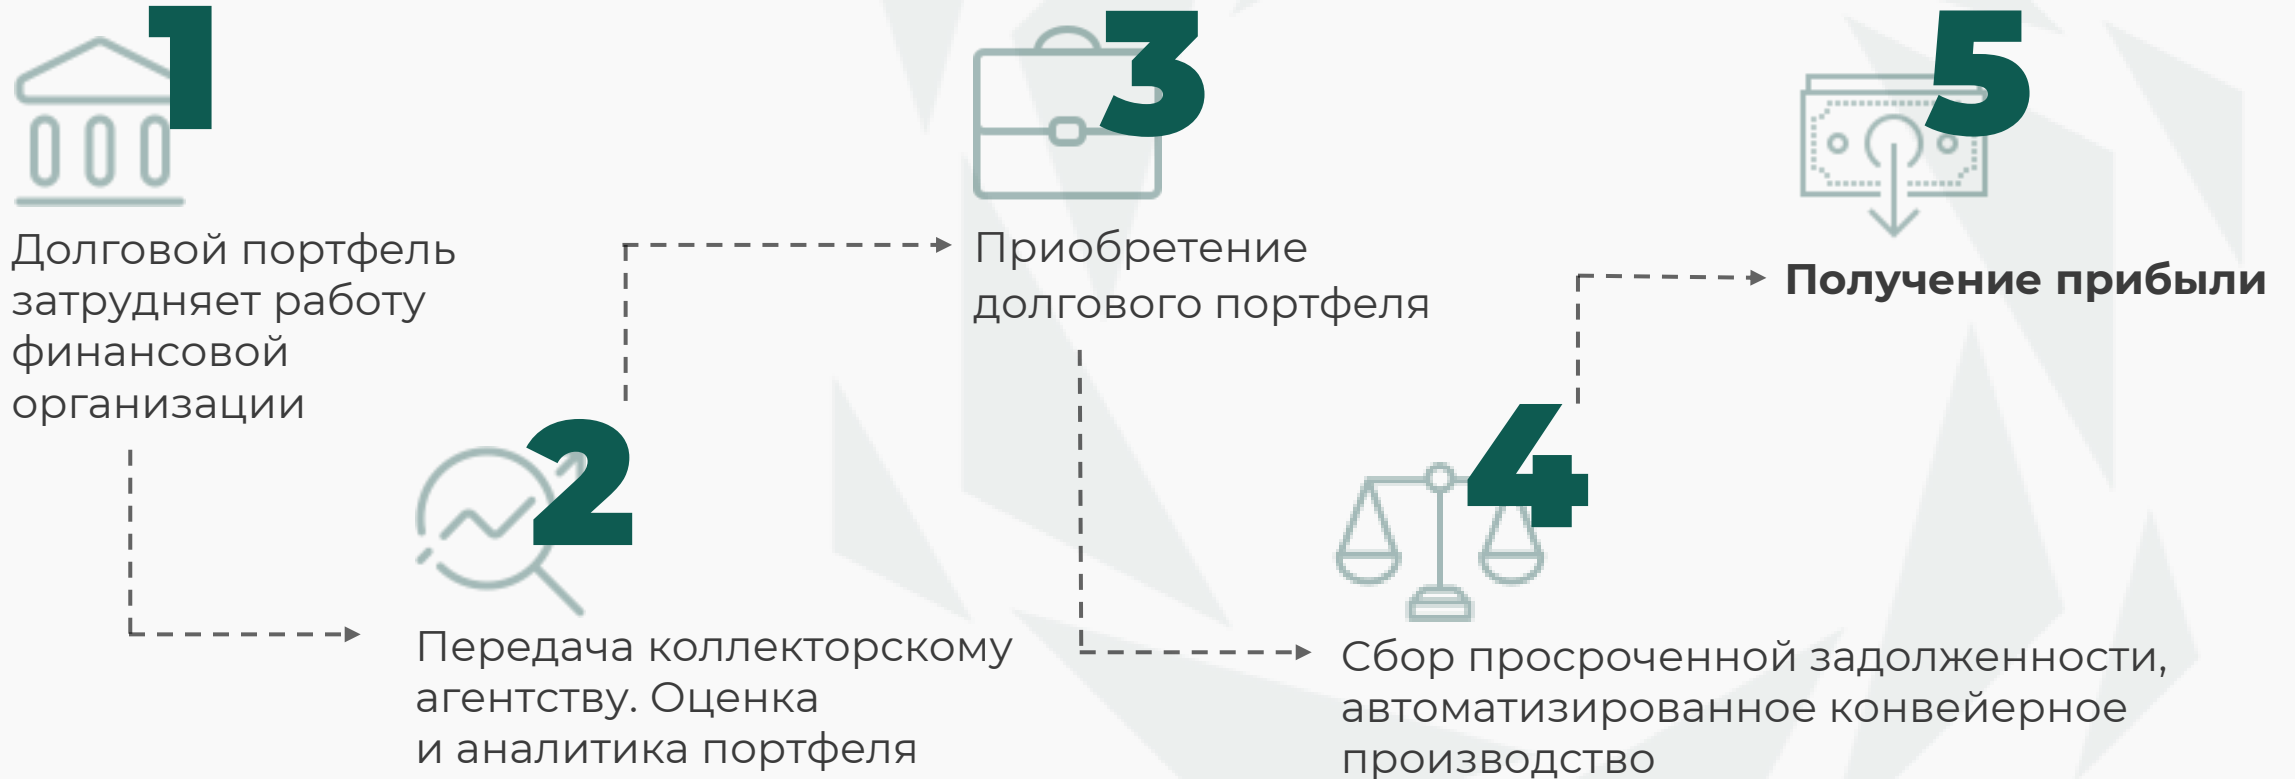 1
Долговой портфель
затрудняет работу
финансовой
организации
2
Передача коллекторскому
агентству. Оценка
и аналитика портфеля
3
Приобретение
долгового портфеля
4
Сбор просроченной задолженности,
автоматизированное конвейерное
производство
5
Получение прибыли